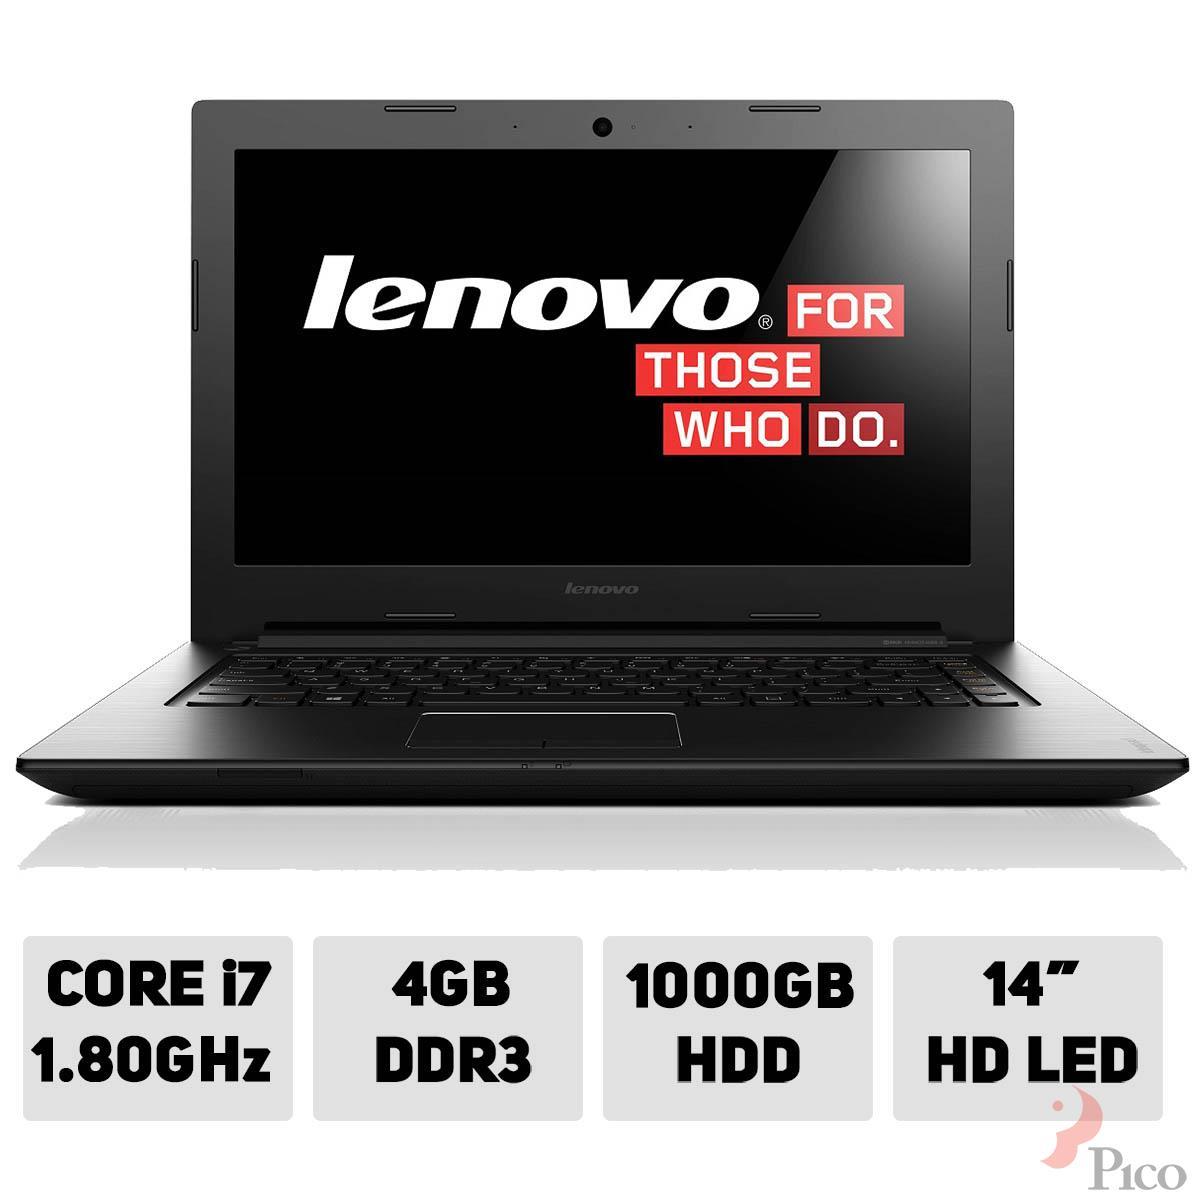 lenovo® FOR
THOSE
WHO DO.
lenovo
CORE i7
1.80GHz
4GB
DDR3
1000GB
HDD
14”
HD LED
Pico